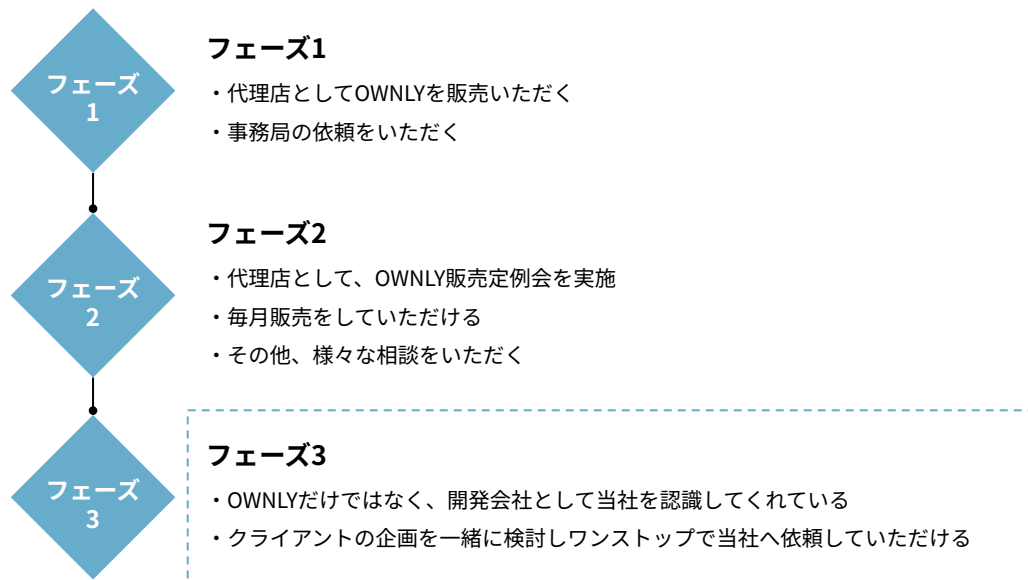 フェーズ
1
フェーズ1
・代理店としてOWNLYを販売いただく
・事務局の依頼をいただく
フェーズ
2
フェーズ2
・代理店として、OWNLY販売定例会を実施
・毎月販売をしていただける
・その他、様々な相談をいただく
フェーズ
3
フェーズ3
・OWNLYだけではなく、開発会社として当社を認識してくれている
・クライアントの企画を一緒に検討しワンストップで当社へ依頼していただける